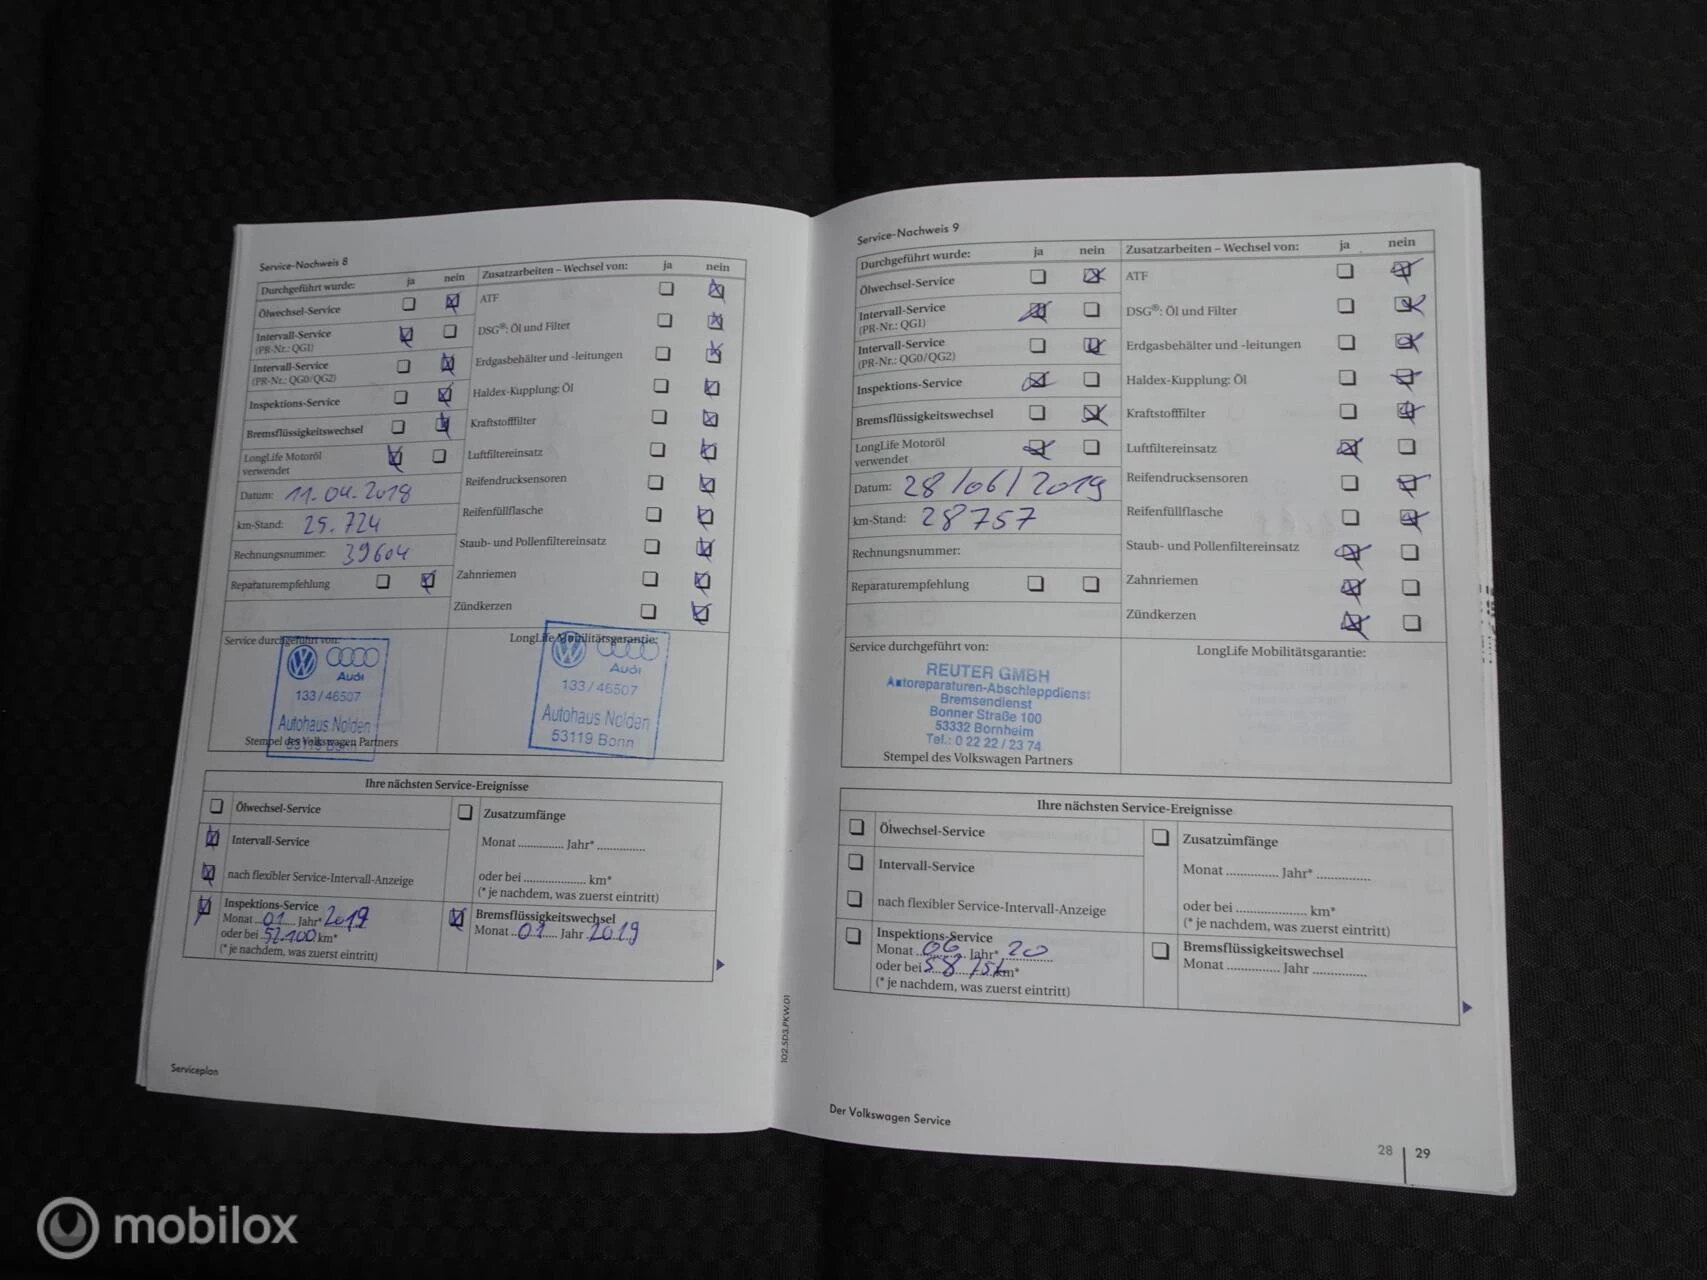 Service-Nachweis 8
Durchgeführt wurde: ja nein
Ölwechsel-Service
Intervall-Service
(PR-Nr.: QG1)
Intervall-Service
(PR-Nr.: QG0/QG2)
Inspektions-Service
Bremsflüssigkeitswechsel
LongLife Motoröl
verwendet
Datum: 11.04.2018
km-Stand: 25.724
Rechnungsnummer: 39604
Reparaturempfehlung
Zusatzarbeiten – Wechsel von: ja nein
ATF
DSG®: Öl und Filter
Erdgasbehälter und -leitungen
Haldex-Kupplung: Öl
Kraftstofffilter
Luftfiltereinsatz
Reifendrucksensoren
Reifenfüllflasche
Staub- und Pollenfiltereinsatz
Zahnriemen
Zündkerzen
Service durchgeführt von:
Audi
133/46507
Autohaus Nolden
53119 Bonn
Stempel des Volkswagen Partners
LongLife Mobilitätsgarantie:
Audi
133/46507
Autohaus Nolden
53119 Bonn
Ihre nächsten Service-Ereignisse
Ölwechsel-Service
Intervall-Service
nach flexibler Service-Intervall-Anzeige
Inspektions-Service
Monat 01 Jahr* 2019
oder bei 52.100 km*
(* je nachdem, was zuerst eintritt)
Zusatzumfänge
Monat .............. Jahr* ..............
oder bei .................... km*
(* je nachdem, was zuerst eintritt)
Bremsflüssigkeitswechsel
Monat 01 Jahr 2019
Serviceplan
102.5D3.PKW.01
Service-Nachweis 9
Durchgeführt wurde: ja nein
Ölwechsel-Service
Intervall-Service
(PR-Nr.: QG1)
Intervall-Service
(PR-Nr.: QG0/QG2)
Inspektions-Service
Bremsflüssigkeitswechsel
LongLife Motoröl
verwendet
Datum: 28/06/2019
km-Stand: 28757
Rechnungsnummer:
Reparaturempfehlung
Zusatzarbeiten – Wechsel von: ja nein
ATF
DSG®: Öl und Filter
Erdgasbehälter und -leitungen
Haldex-Kupplung: Öl
Kraftstofffilter
Luftfiltereinsatz
Reifendrucksensoren
Reifenfüllflasche
Staub- und Pollenfiltereinsatz
Zahnriemen
Zündkerzen
Service durchgeführt von:
REUTER GMBH
Autoreparaturen-Abschleppdienst
Bremsendienst
Bonner Straße 100
53332 Bornheim
Tel.: 0 22 22 / 23 74
Stempel des Volkswagen Partners
LongLife Mobilitätsgarantie:
Ihre nächsten Service-Ereignisse
Ölwechsel-Service
Intervall-Service
nach flexibler Service-Intervall-Anzeige
Inspektions-Service
Monat 06 Jahr* 20
oder bei 58757 km*
(* je nachdem, was zuerst eintritt)
Zusatzumfänge
Monat .............. Jahr* ..............
oder bei .................... km*
(* je nachdem, was zuerst eintritt)
Bremsflüssigkeitswechsel
Monat .............. Jahr ..............
Der Volkswagen Service
28 | 29
mobilox